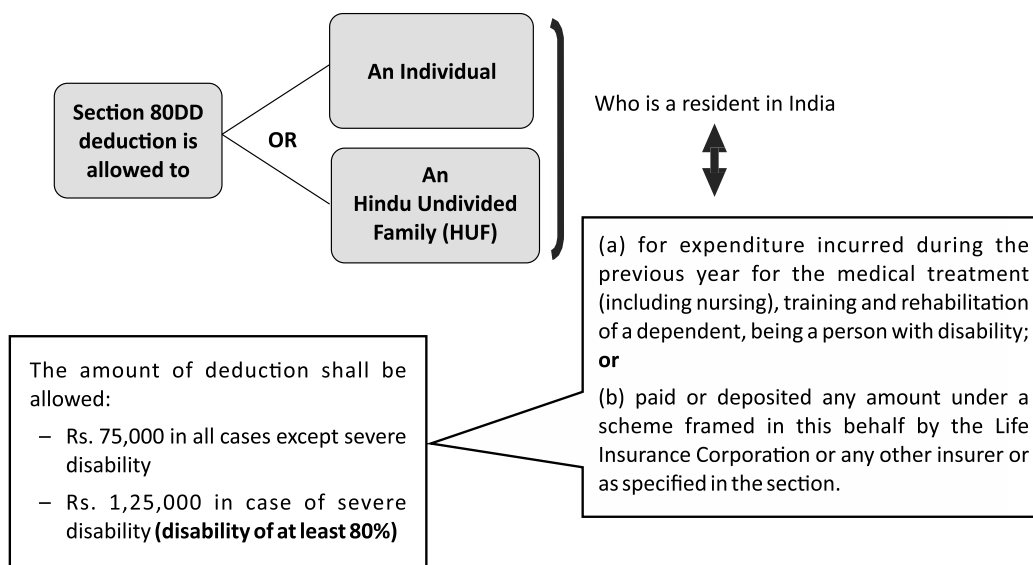 Section 80DD
deduction is
allowed to
OR
An Individual
An
Hindu Undivided
Family (HUF)
Who is a resident in India
(a) for expenditure incurred during the
previous year for the medical treatment
(including nursing), training and rehabilitation
of a dependent, being a person with disability;
or
(b) paid or deposited any amount under a
scheme framed in this behalf by the Life
Insurance Corporation or any other insurer or
as specified in the section.
The amount of deduction shall be
allowed:
– Rs. 75,000 in all cases except severe
disability
– Rs. 1,25,000 in case of severe
disability (disability of at least 80%)